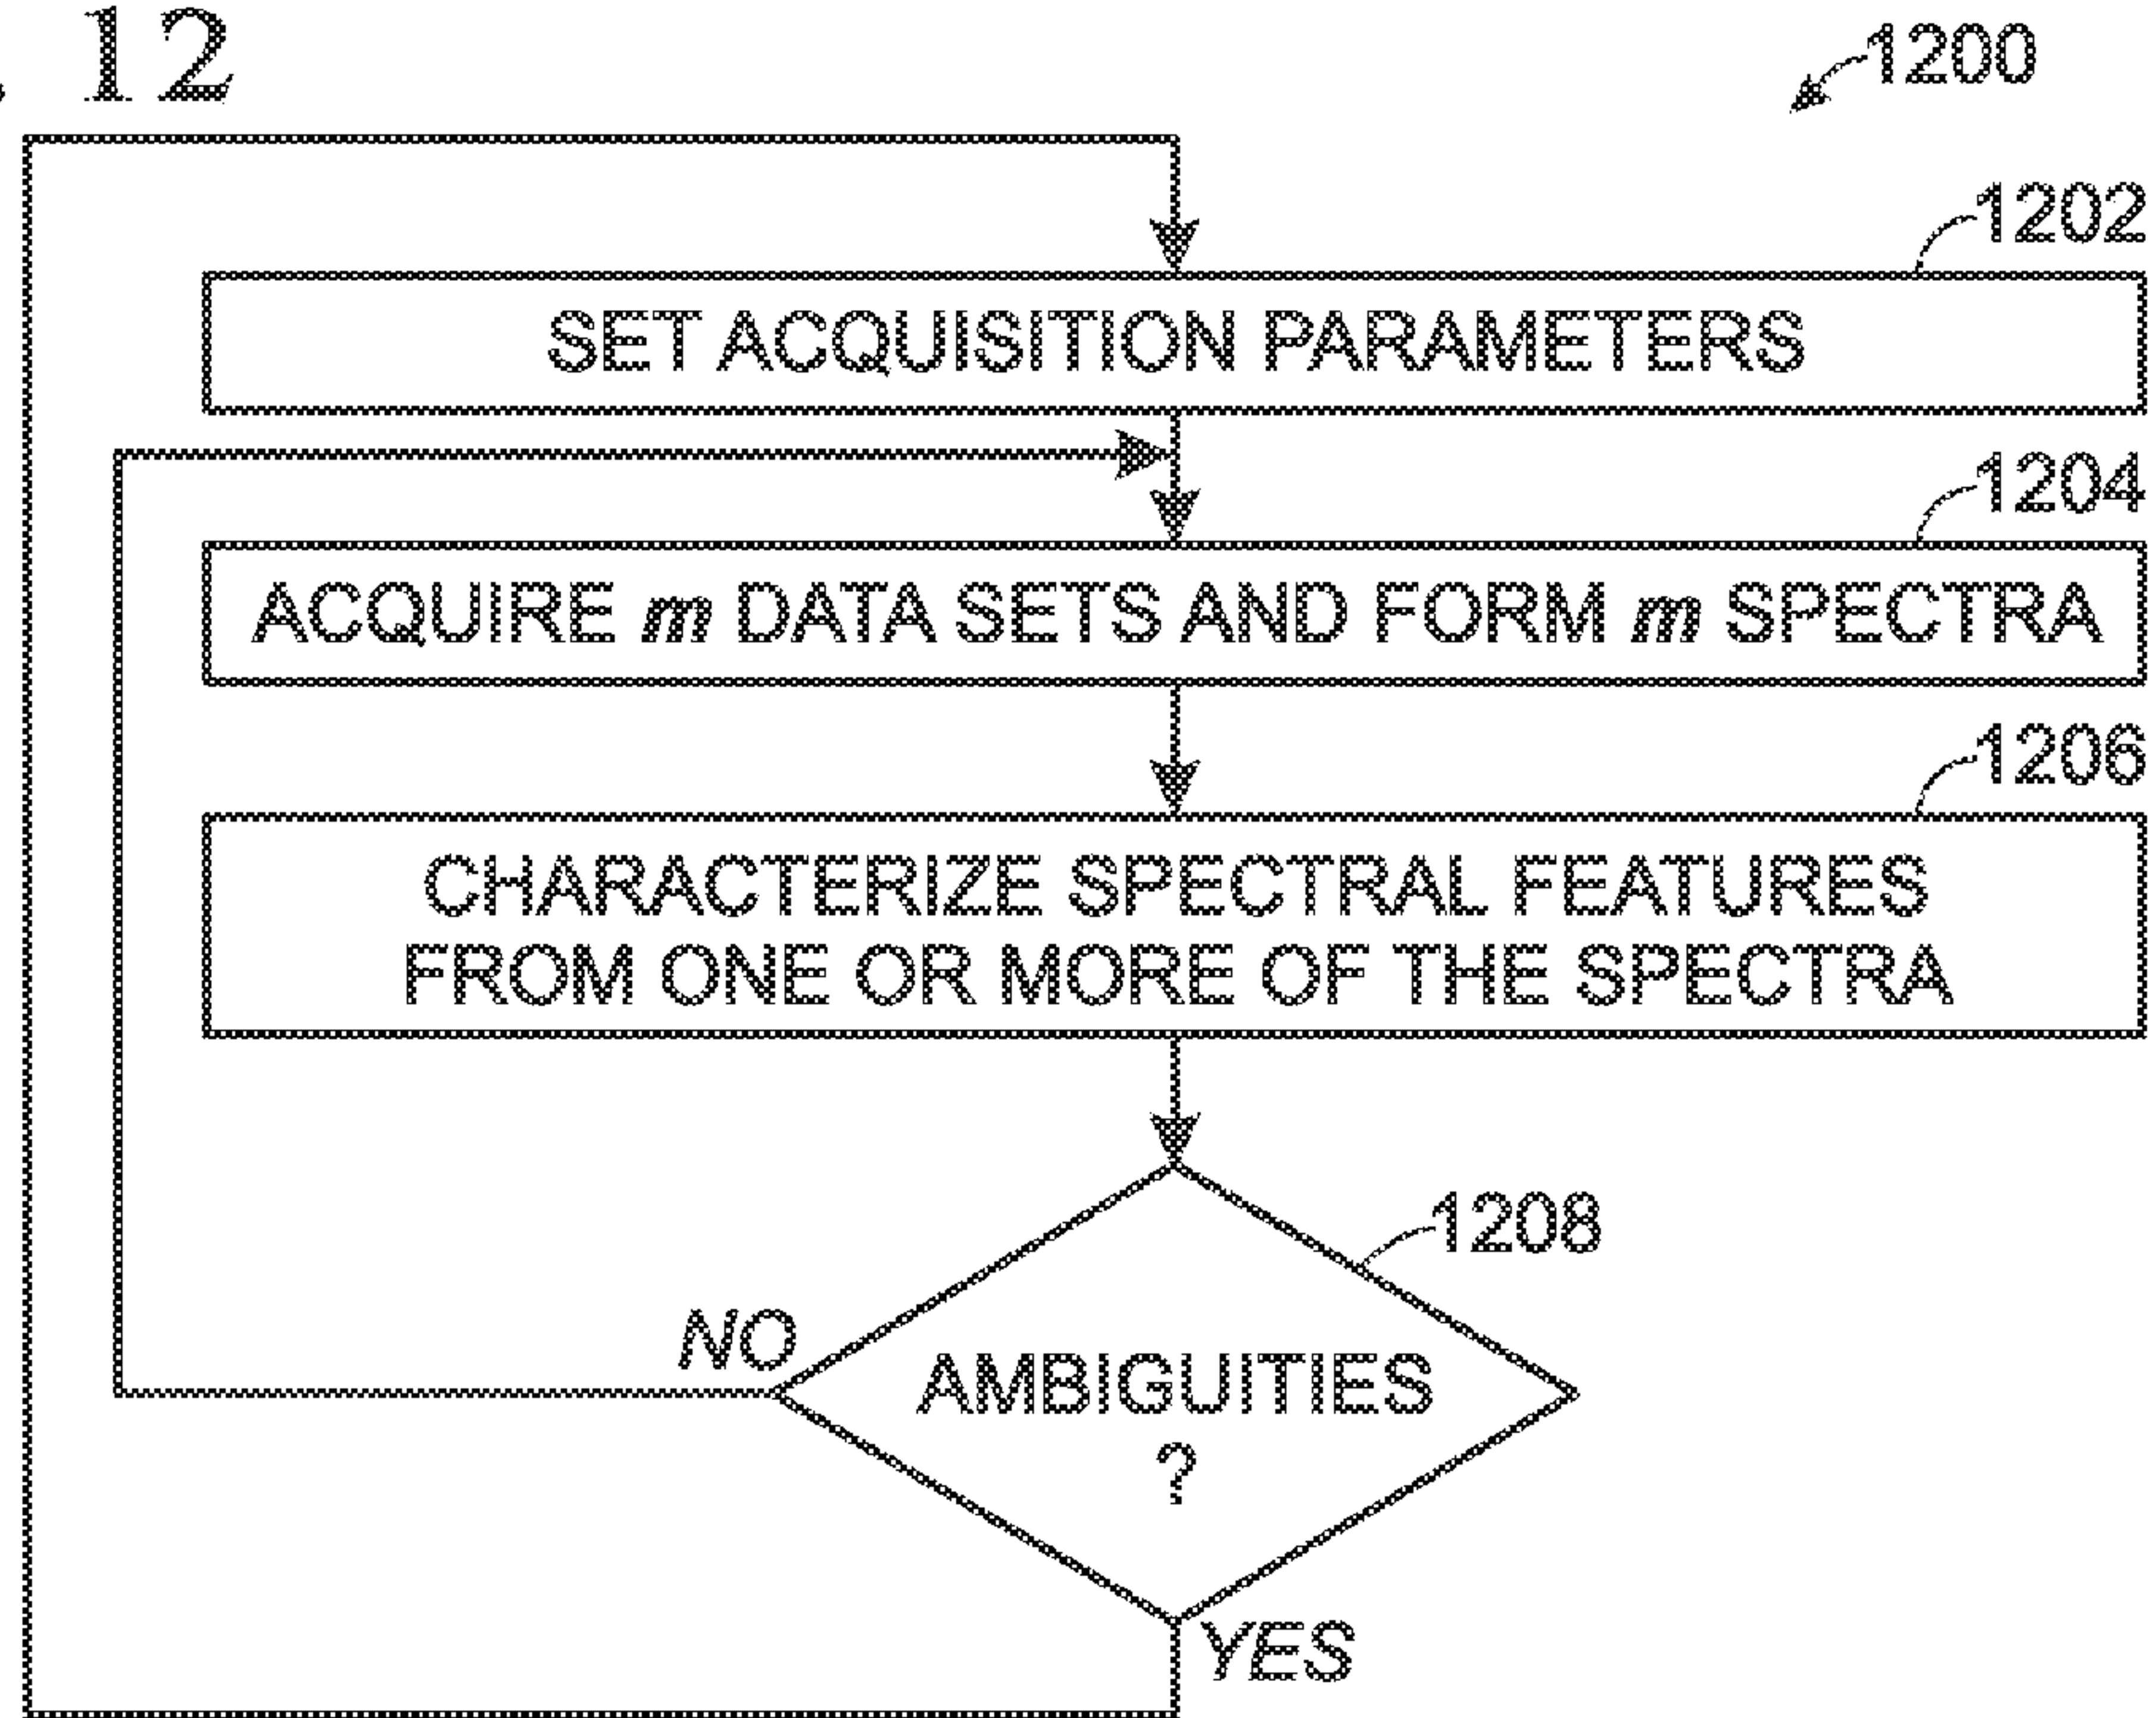 12
1200
1202
SET ACQUISITION PARAMETERS
1204
ACQUIRE m DATA SETS AND FORM m SPECTRA
1206
CHARACTERIZE SPECTRAL FEATURES
FROM ONE OR MORE OF THE SPECTRA
1208
NO
AMBIGUITIES
?
YES